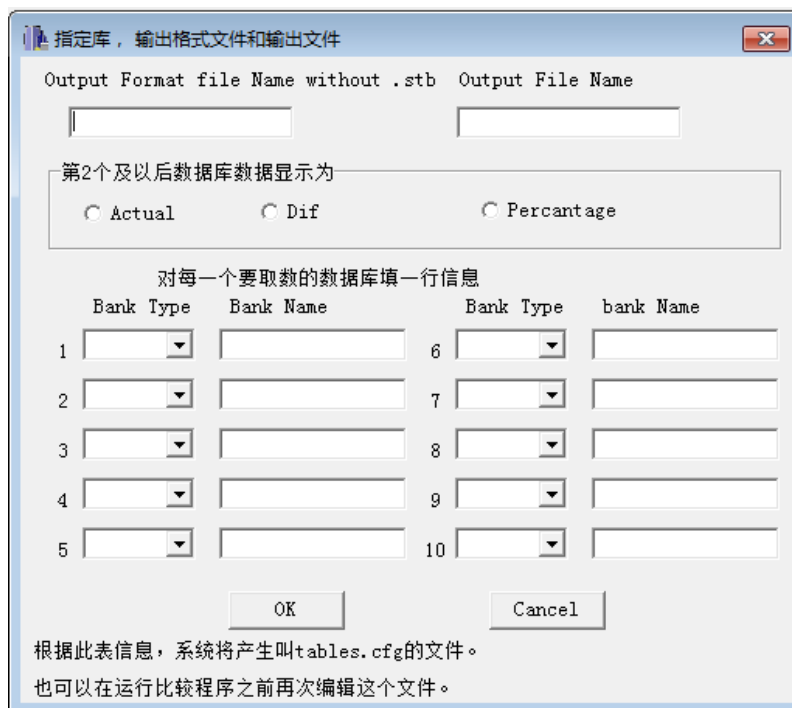 指定库，输出格式文件和输出文件
Output Format file Name without .stb Output File Name
第2个及以后数据库数据显示为
Actual Dif Percantage
对每一个要取数的数据库填一行信息
Bank Type Bank Name Bank Type bank Name
1 6
2 7
3 8
4 9
5 10
OK Cancel
根据此表信息，系统将产生叫tables.cfg的文件。
也可以在运行比较程序之前再次编辑这个文件。